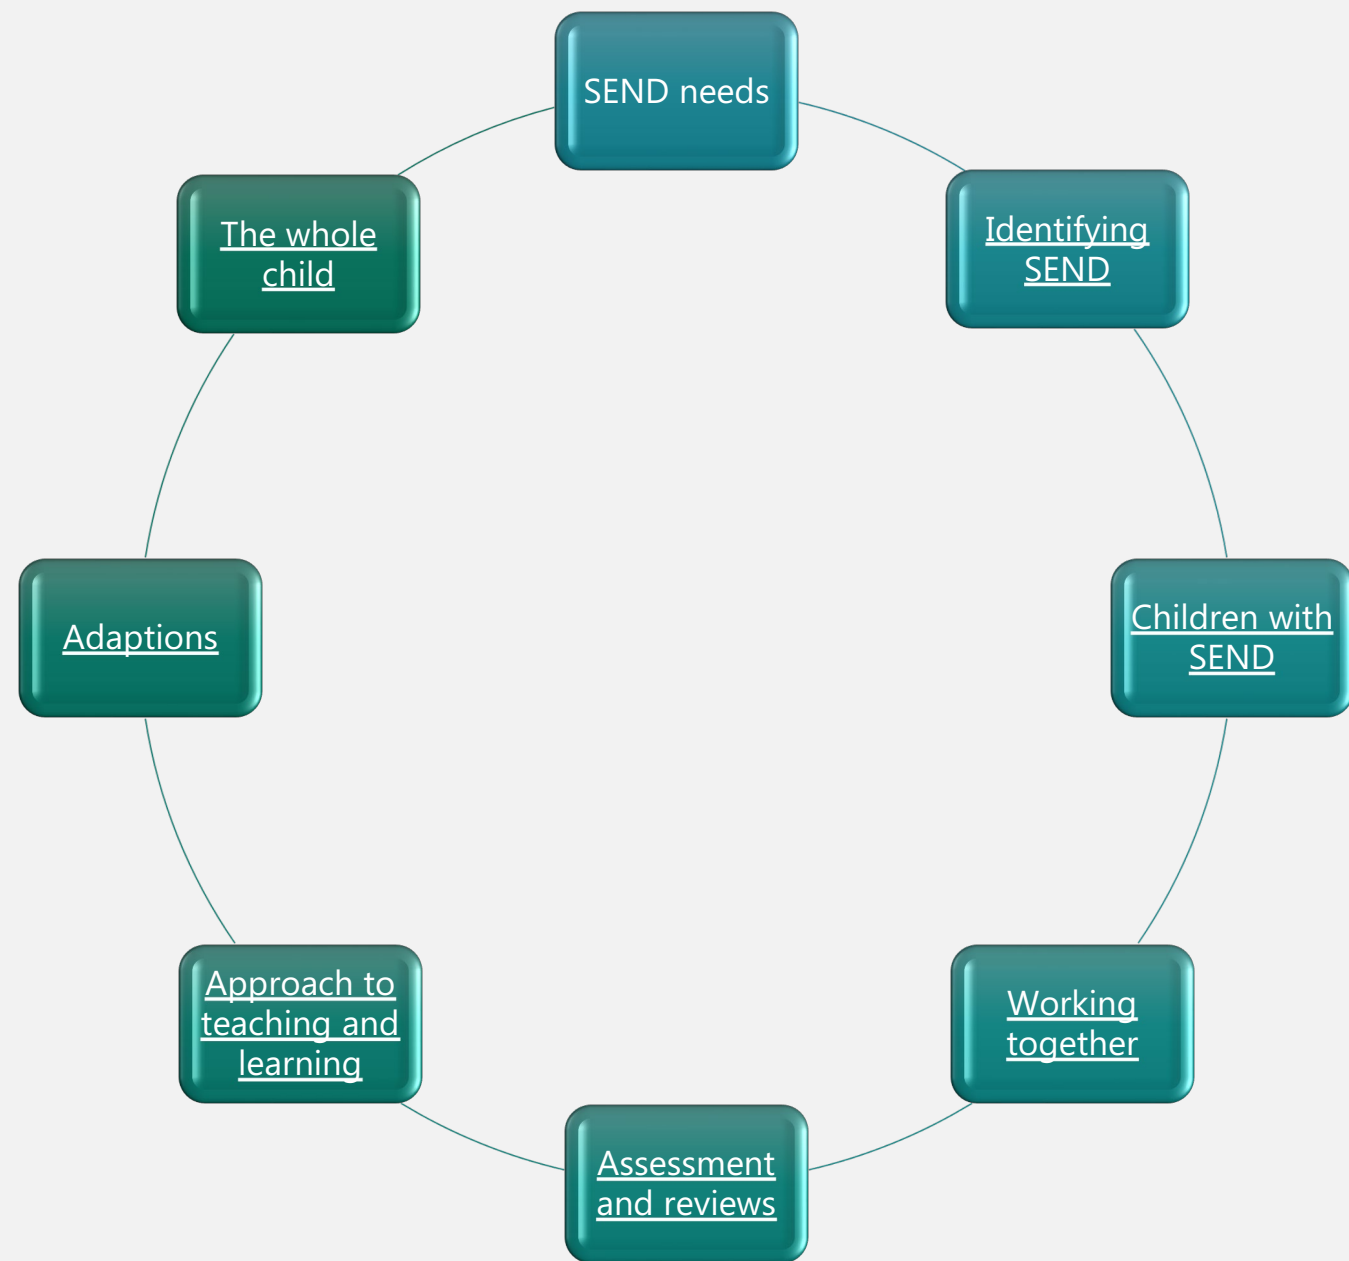 SEND needs
Identifying
SEND
Children with
SEND
Working
together
Assessment
and reviews
Approach to
teaching and
learning
Adaptions
The whole
child